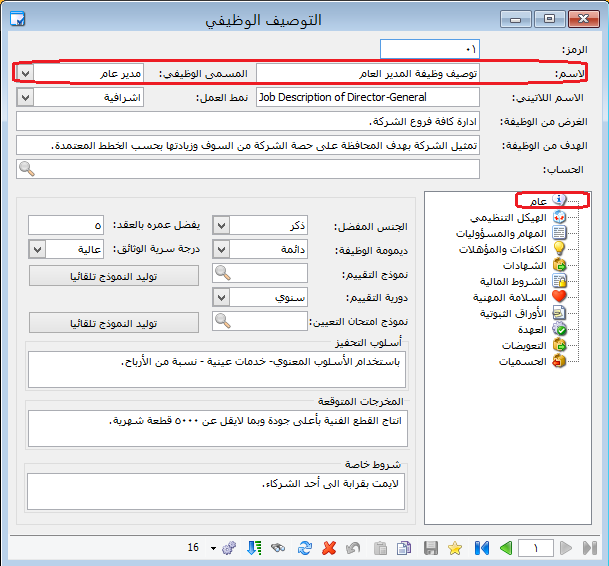 التوصيف الوظيفي
الرمز: ٠١
لاسم: توصيف وظيفة المدير العام المسمى الوظيفي: مدير عام
الاسم اللاتيني: Job Description of Director-General نمط العمل: اشرافية
الغرض من الوظيفة: ادارة كافة فروع الشركة.
الهدف من الوظيفة: تمثيل الشركة بهدف المحافظة على حصة الشركة من السوف وزيادتها بحسب الخطط المعتمدة.
الحساب:
عام
الهيكل التنظيمي
المهام والمسؤوليات
الكفاءات والمؤهلات
الشهادات
الشروط المالية
السلامة المهنية
الأوراق الثبوتية
العهدة
التعويضات
الحسميات
الجنس المفضل: ذكر يفضل عمره بالعقد: ٥
ديمومة الوظيفة: دائمة درجة سرية الوثائق: عالية
نموذج التقييم: توليد النموذج تلقائيا
دورية التقييم: سنوي
نموذج امتحان التعيين: توليد النموذج تلقائيا
أسلوب التحفيز
باستخدام الأسلوب المعنوي- خدمات عينية - نسبة من الأرباح.
المخرجات المتوقعة
انتاج القطع الفنية بأعلى جودة وبما لايقل عن ٥٠٠٠ قطعة شهرية.
شروط خاصة
لايمت بقرابة الى أحد الشركاء.
١ 16